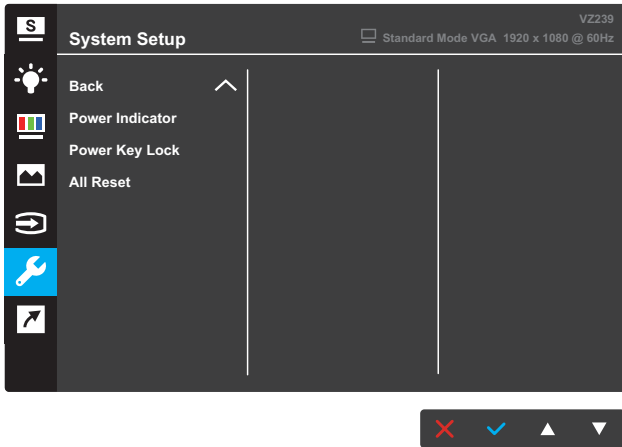 S
VZ239
System Setup
Standard Mode VGA 1920 x 1080 @ 60Hz
Back
Power Indicator
Power Key Lock
All Reset